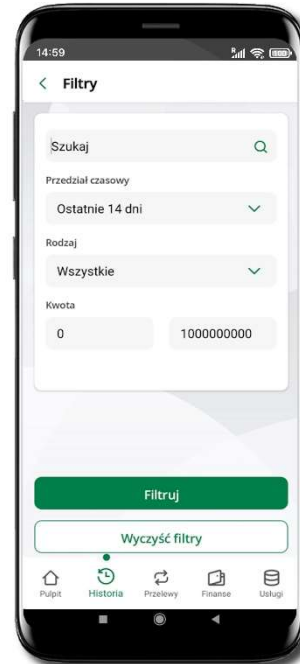 14:59
Filtry
Szukaj
Przedział czasowy
Ostatnie 14 dni
Rodzaj
Wszystkie
Kwota
0 1000000000
Filtruj
Wyczyść filtry
Pulpit Historia Przelewy Finanse Usługi